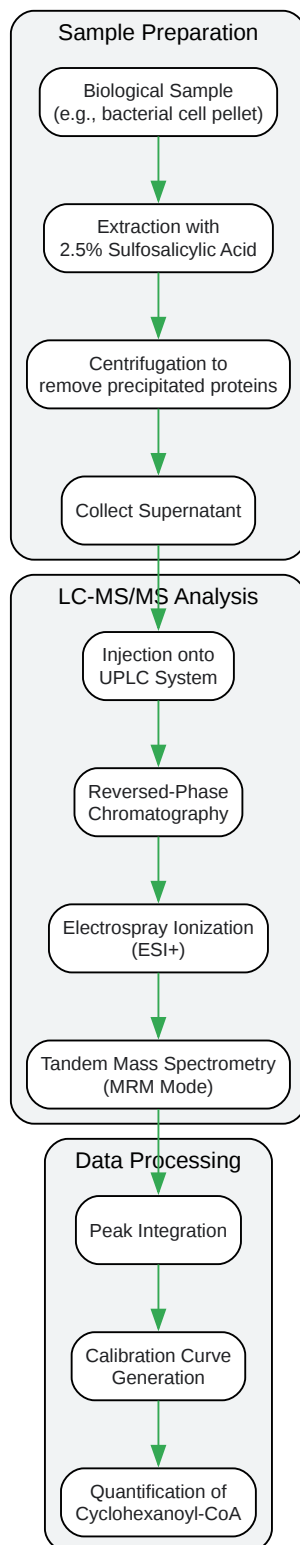 Sample Preparation
Biological Sample
(e.g., bacterial cell pellet)
Extraction with
2.5% Sulfosalicylic Acid
Centrifugation to
remove precipitated proteins
Collect Supernatant
LC-MS/MS Analysis
Injection onto
UPLC System
Reversed-Phase
Chromatography
Electrospray Ionization
(ESI+)
Tandem Mass Spectrometry
(MRM Mode)
Data Processing
Peak Integration
Calibration Curve
Generation
Quantification of
Cyclohexanoyl-CoA